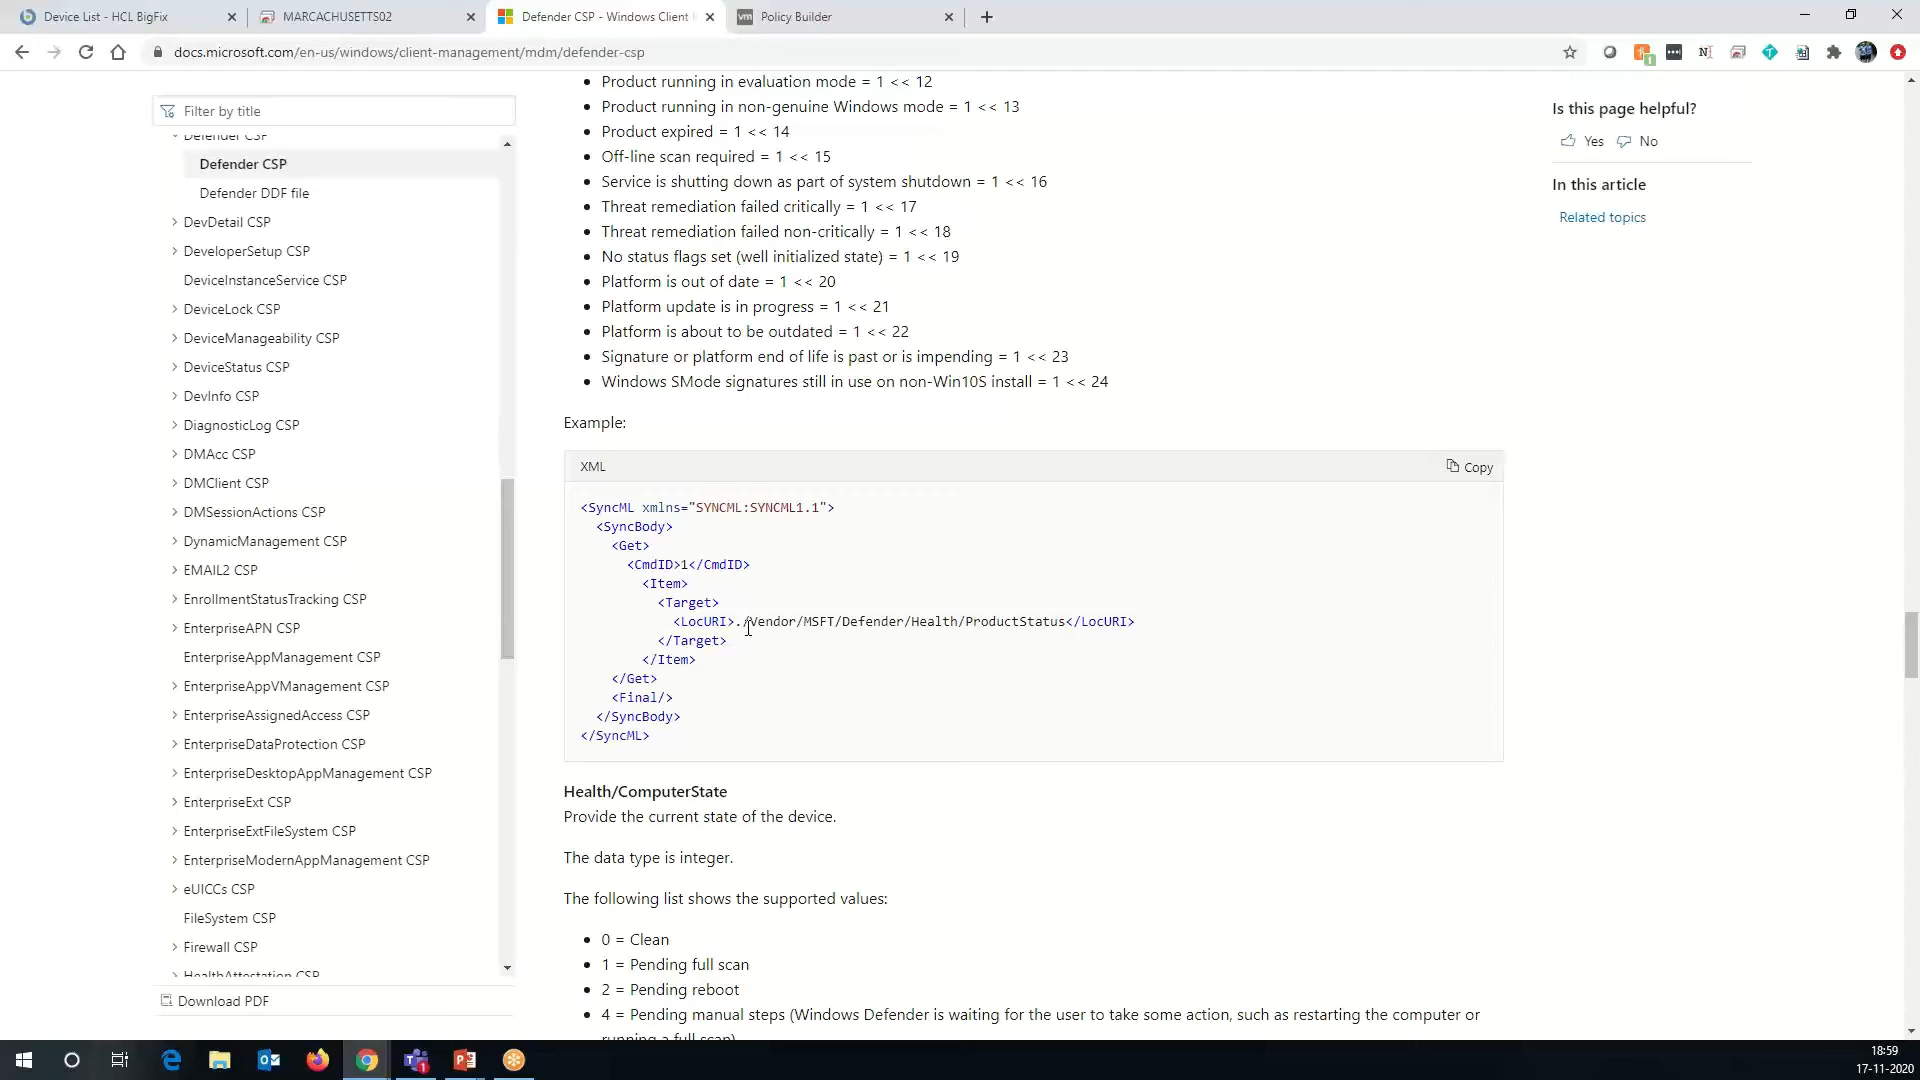 Device List - HCL BigFix
MARCACHUSETTS02
Defender CSP - Windows Client
vm Policy Builder
docs.microsoft.com/en-us/windows/client-management/mdm/defender-csp
Filter by title
Defender CSP
Defender CSP
Defender DDF file
DevDetail CSP
DeveloperSetup CSP
DeviceInstanceService CSP
DeviceLock CSP
DeviceManageability CSP
DeviceStatus CSP
DevInfo CSP
DiagnosticLog CSP
DMAcc CSP
DMClient CSP
DMSessionActions CSP
DynamicManagement CSP
EMAIL2 CSP
EnrollmentStatusTracking CSP
EnterpriseAPN CSP
EnterpriseAppManagement CSP
EnterpriseAppVManagement CSP
EnterpriseAssignedAccess CSP
EnterpriseDataProtection CSP
EnterpriseDesktopAppManagement CSP
EnterpriseExt CSP
EnterpriseExtFileSystem CSP
EnterpriseModernAppManagement CSP
eUICCs CSP
FileSystem CSP
Firewall CSP
HealthAttestation CSP
Download PDF
Product running in evaluation mode = 1 << 12
Product running in non-genuine Windows mode = 1 << 13
Product expired = 1 << 14
Off-line scan required = 1 << 15
Service is shutting down as part of system shutdown = 1 << 16
Threat remediation failed critically = 1 << 17
Threat remediation failed non-critically = 1 << 18
No status flags set (well initialized state) = 1 << 19
Platform is out of date = 1 << 20
Platform update is in progress = 1 << 21
Platform is about to be outdated = 1 << 22
Signature or platform end of life is past or is impending = 1 << 23
Windows SMode signatures still in use on non-Win10S install = 1 << 24
Example:
XML
Copy
<SyncML xmlns="SYNCML:SYNCML1.1">
<SyncBody>
<Get>
<CmdID>1</CmdID>
<Item>
<Target>
<LocURI>./Vendor/MSFT/Defender/Health/ProductStatus</LocURI>
</Target>
</Item>
</Get>
<Final/>
</SyncBody>
</SyncML>
Health/ComputerState
Provide the current state of the device.
The data type is integer.
The following list shows the supported values:
0 = Clean
1 = Pending full scan
2 = Pending reboot
4 = Pending manual steps (Windows Defender is waiting for the user to take some action, such as restarting the computer or
running a full scan)
Is this page helpful?
Yes No
In this article
Related topics
18:59
17-11-2020